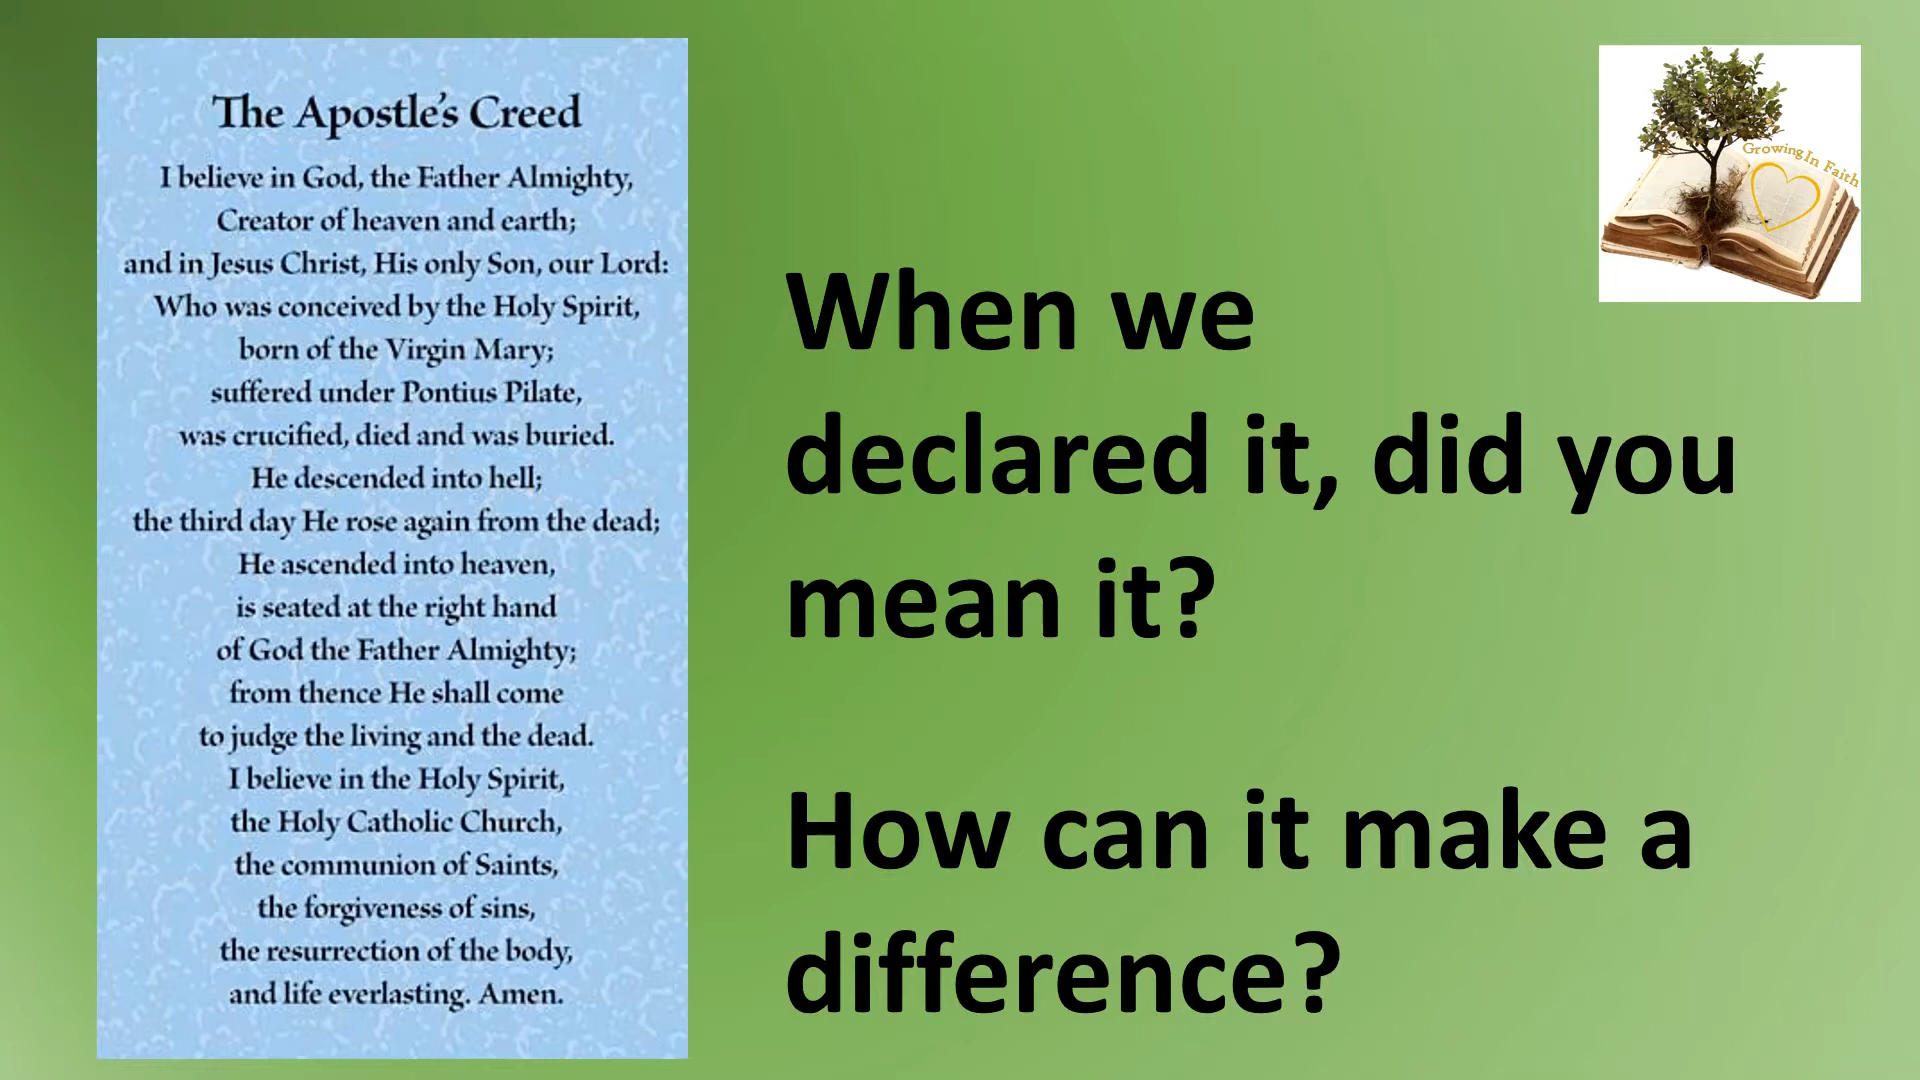 The Apostle's Creed
I believe in God, the Father Almighty,
Creator of heaven and earth;
and in Jesus Christ, His only Son, our Lord:
Who was conceived by the Holy Spirit,
born of the Virgin Mary;
suffered under Pontius Pilate,
was crucified, died and was buried.
He descended into hell;
the third day He rose again from the dead;
He ascended into heaven,
is seated at the right hand
of God the Father Almighty;
from thence He shall come
to judge the living and the dead.
I believe in the Holy Spirit,
the Holy Catholic Church,
the communion of Saints,
the forgiveness of sins,
the resurrection of the body,
and life everlasting. Amen.
Growing In Faith
When we
declared it, did you
mean it?
How can it make a
difference?